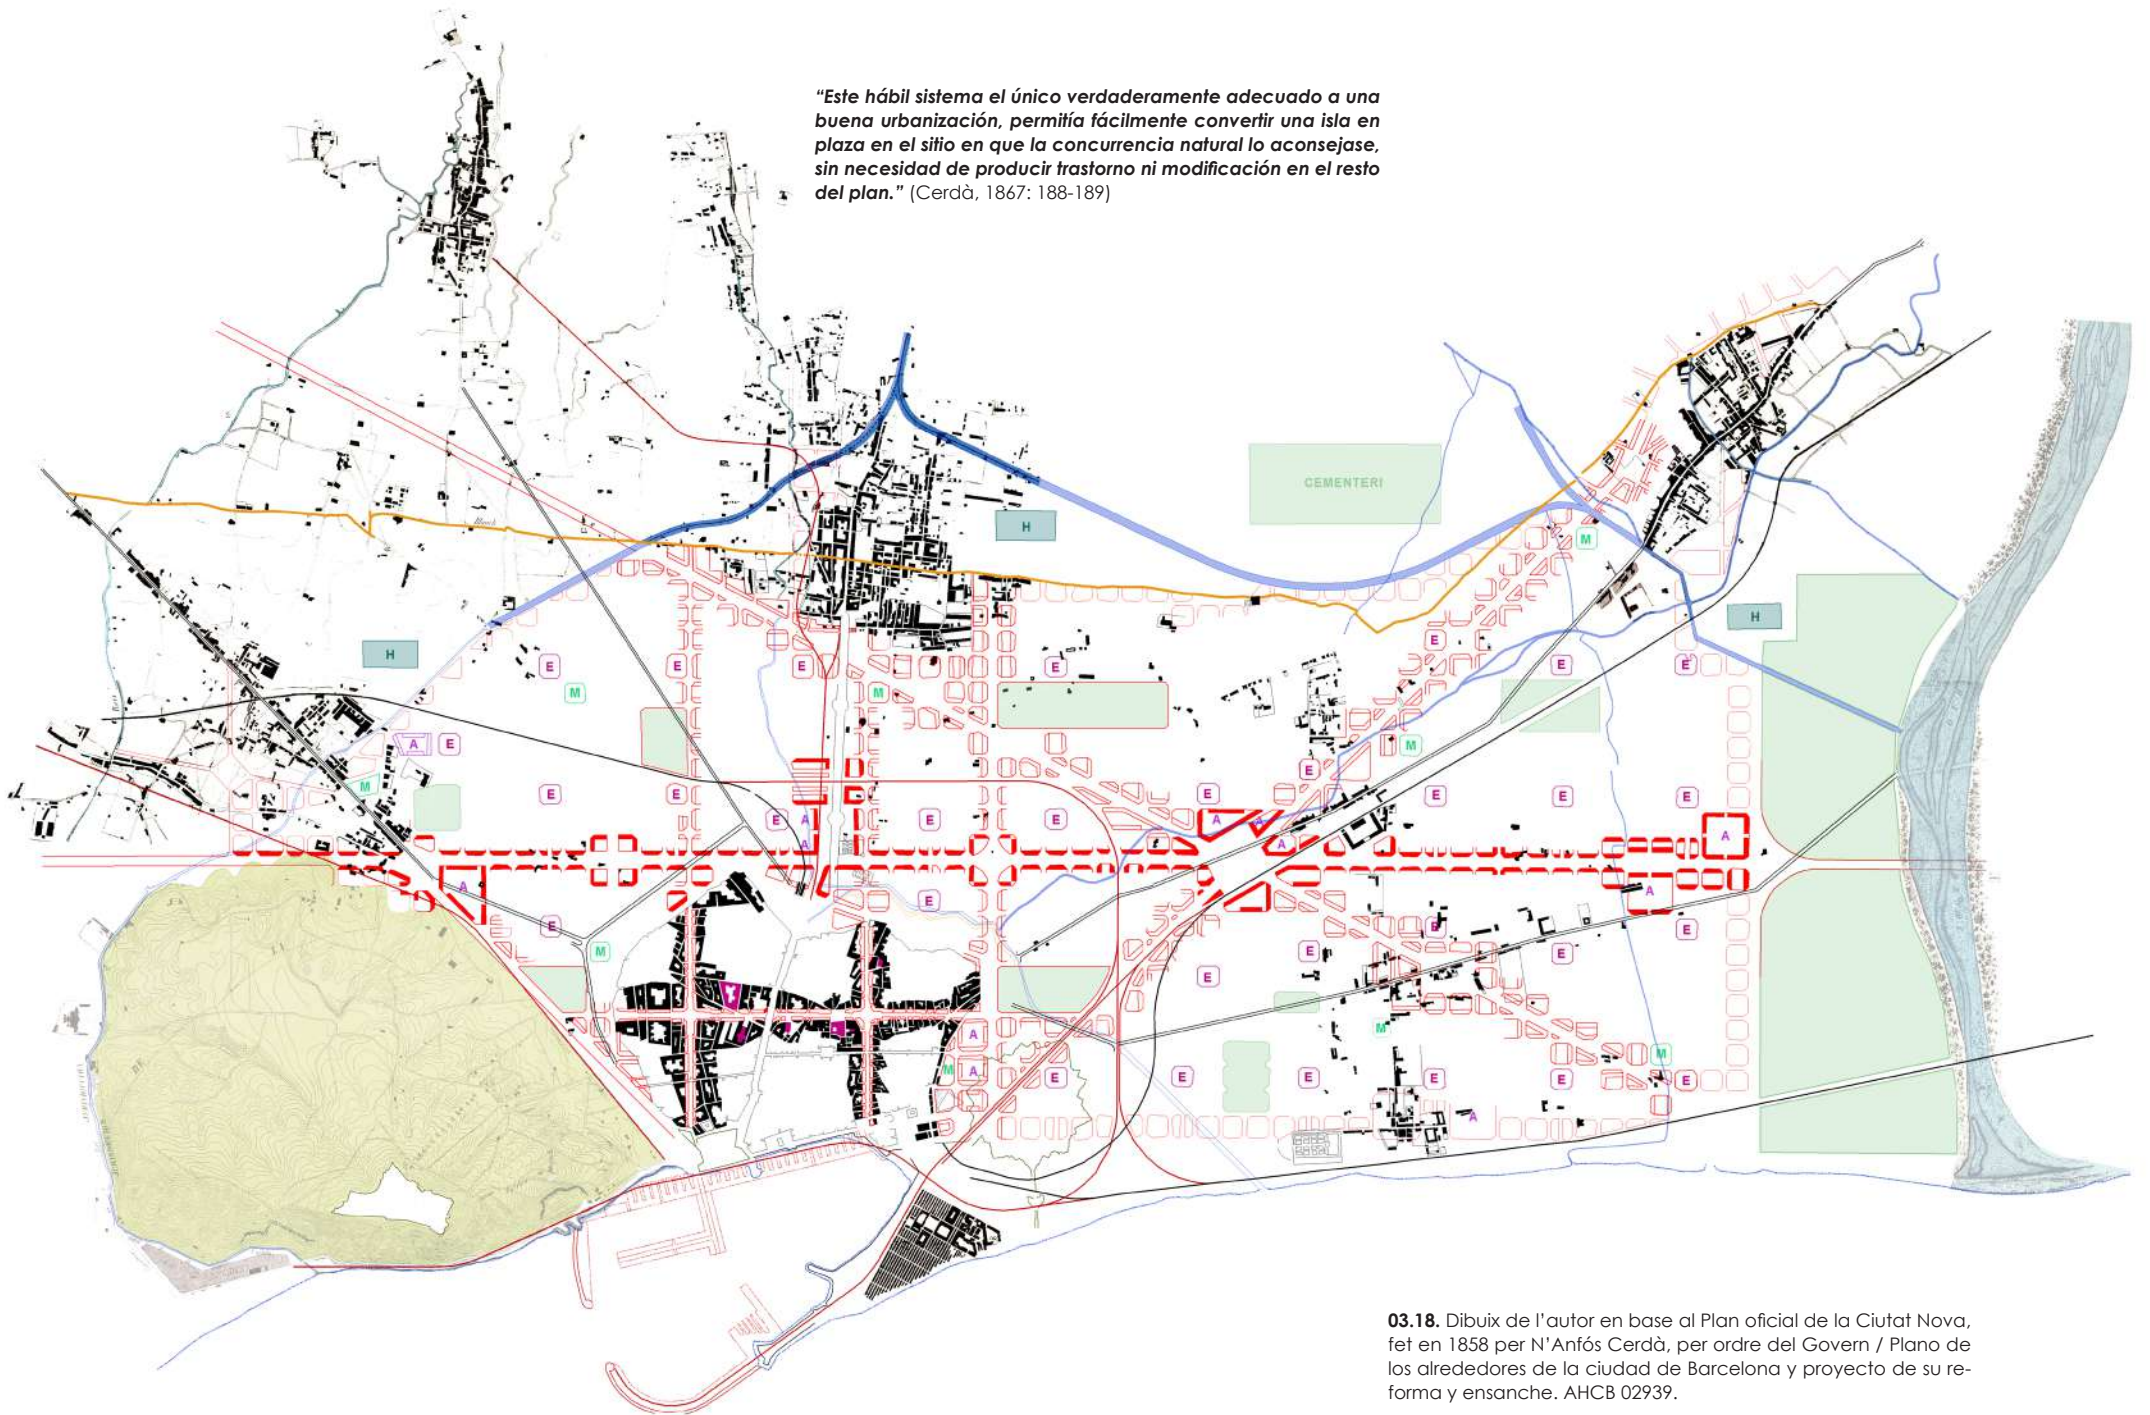 “Este hábil sistema el único verdaderamente adecuado a una
buena urbanización, permitía fácilmente convertir una isla en
plaza en el sitio en que la concurrencia natural lo aconsejase,
sin necesidad de producir trastorno ni modificación en el resto
del plan.” (Cerdà, 1867: 188-189)
CEMENTERI
H
M
H
H
E
E
E
E
E
E
E
M
M
A
E
M
M
E
E
E
E
E
E
E
E
E
E
A
A
A
A
A
A
A
A
E
E
E
E
M
E
E
E
E
A
M
M
A
M
E
E
E
E
E
E
A
03.18. Dibuix de l’autor en base al Plan oficial de la Ciutat Nova,
fet en 1858 per N’Anfós Cerdà, per ordre del Govern / Plano de
los alrededores de la ciudad de Barcelona y proyecto de su re-
forma y ensanche. AHCB 02939.